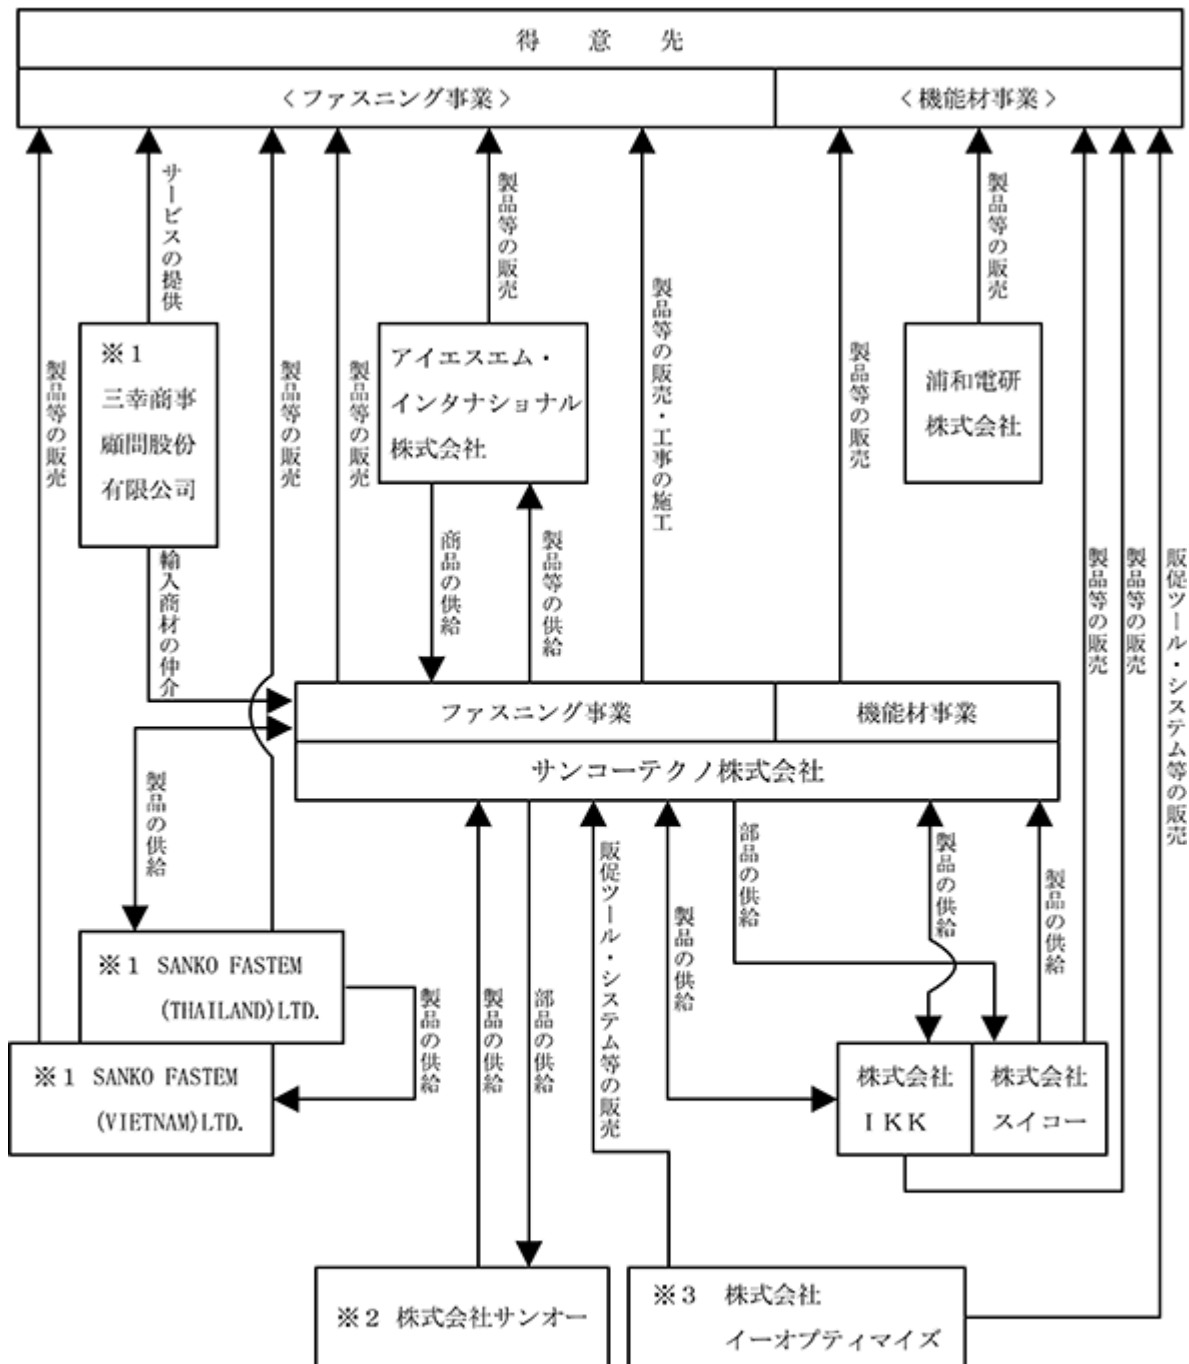 得意先
<ファスニング事業>
<機能材事業>
サービスの提供
製品等の販売
製品等の販売
製品等の販売
※1
三幸商事
顧問股份
有限公司
製品等の販売
製品等の販売
製品等の販売
アイエスエム・
インタナショナル
株式会社
製品等の販売・工事の施工
製品等の販売
浦和電研
株式会社
輸入商材の仲介
商品の供給
製品等の供給
製品等の販売
製品等の販売
販促ツール・システム等の販売
ファスニング事業
機能材事業
サンコーテクノ株式会社
製品の供給
販促ツール・システム等の販売
製品の供給
部品の供給
製品の供給
製品の供給
※1 SANKO FASTEM
(THAILAND)LTD.
製品の供給
製品の供給
部品の供給
※1 SANKO FASTEM
(VIETNAM)LTD.
株式会社
IKK
株式会社
スイコー
※2 株式会社サンオー
※3 株式会社
イーオプティマイズ